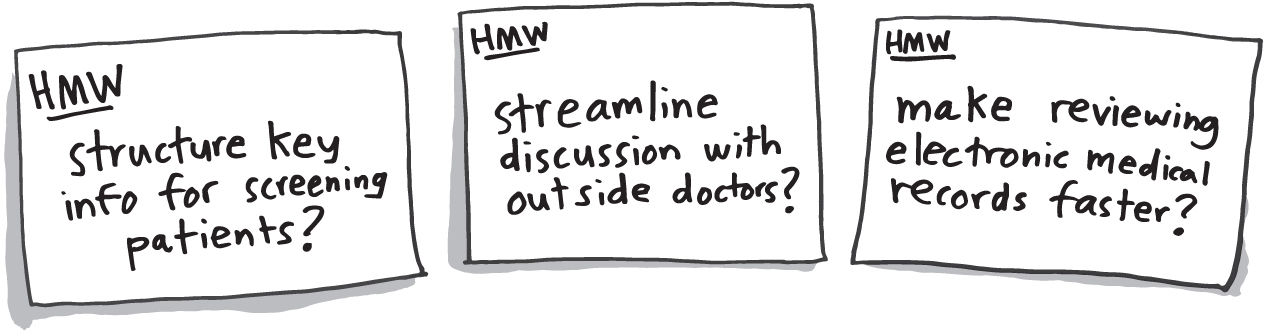 HMW
structure key
info for screening
patients?
HMW
streamline
discussion with
outside doctors?
HMW
make reviewing
electronic medical
records faster?